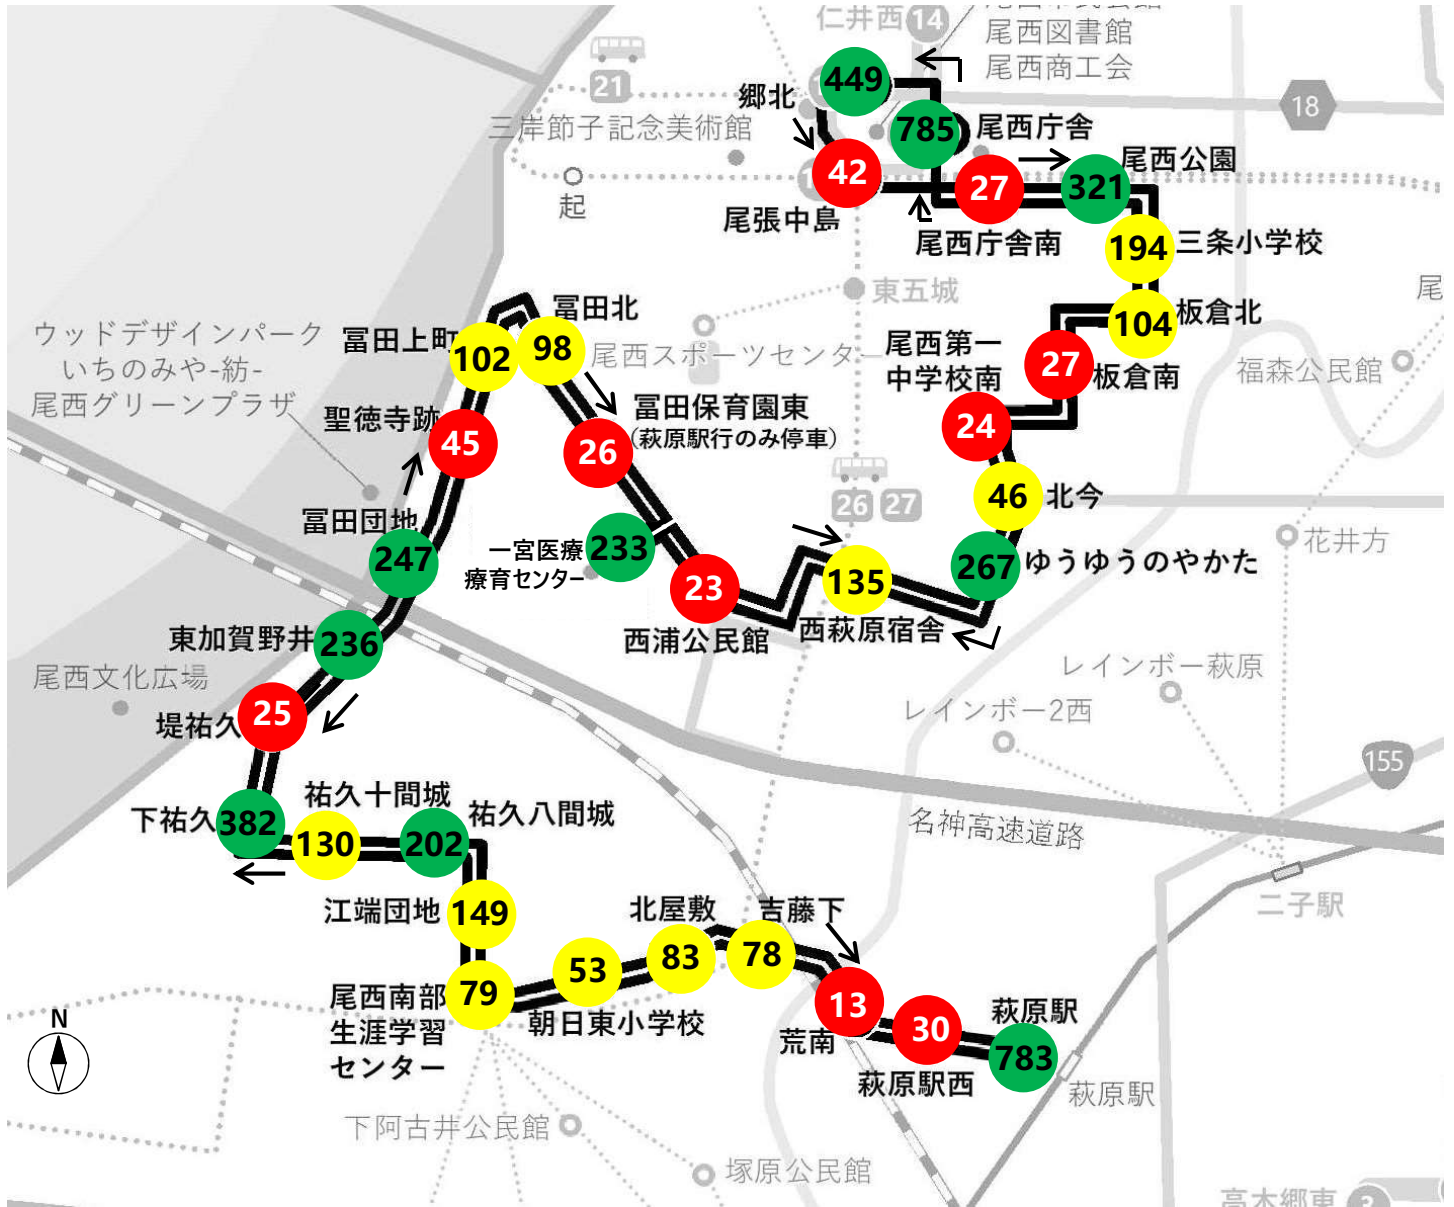 仁井西 14
尾西図書館
尾西商工会
21
449
郷北
三岸節子記念美術館
785
尾西庁舎
18
起
42
尾張中島
27
尾西庁舎南
321
尾西公園
194
三条小学校
東五城
104
板倉北
冨田北
冨田上町
102
98
尾西スポーツセンター
尾西第一
中学校南
27
板倉南
福森公民館
尾
ウッドデザインパーク
いちのみや-紡-
尾西グリーンプラザ
聖徳寺跡
45
冨田保育園東
(萩原駅行のみ停車)
26
24
26 27
46
北今
冨田団地
247
一宮医療
療育センター
233
23
西浦公民館
135
西萩原宿舎
267
ゆうゆうのやかた
花井方
東加賀野井
236
尾西文化広場
25
堤祐久
レインボー萩原
レインボー2西
155
名神高速道路
下祐久
382
祐久十間城
130
202
祐久八間城
江端団地
149
北屋敷
吉藤下
二子駅
尾西南部
生涯学習
センター
79
53
朝日東小学校
83
78
13
荒南
30
萩原駅西
萩原駅
783
萩原駅
N
下阿古井公民館
塚原公民館
高木郷東